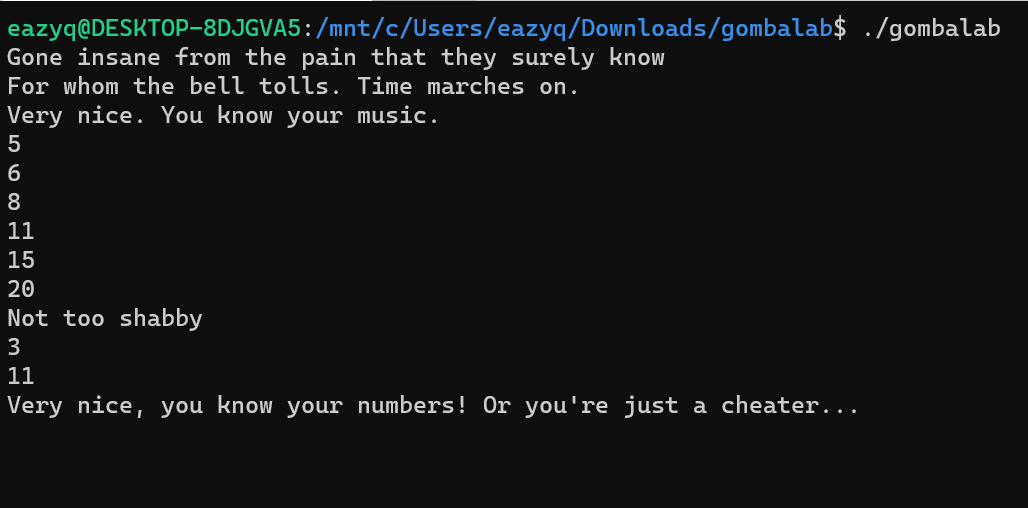 eazyq@DESKTOP-8DJGVA5:/mnt/c/Users/eazyq/Downloads/gombalab$ ./gombalab
Gone insane from the pain that they surely know
For whom the bell tolls. Time marches on.
Very nice. You know your music.
5
6
8
11
15
20
Not too shabby
3
11
Very nice, you know your numbers! Or you're just a cheater...